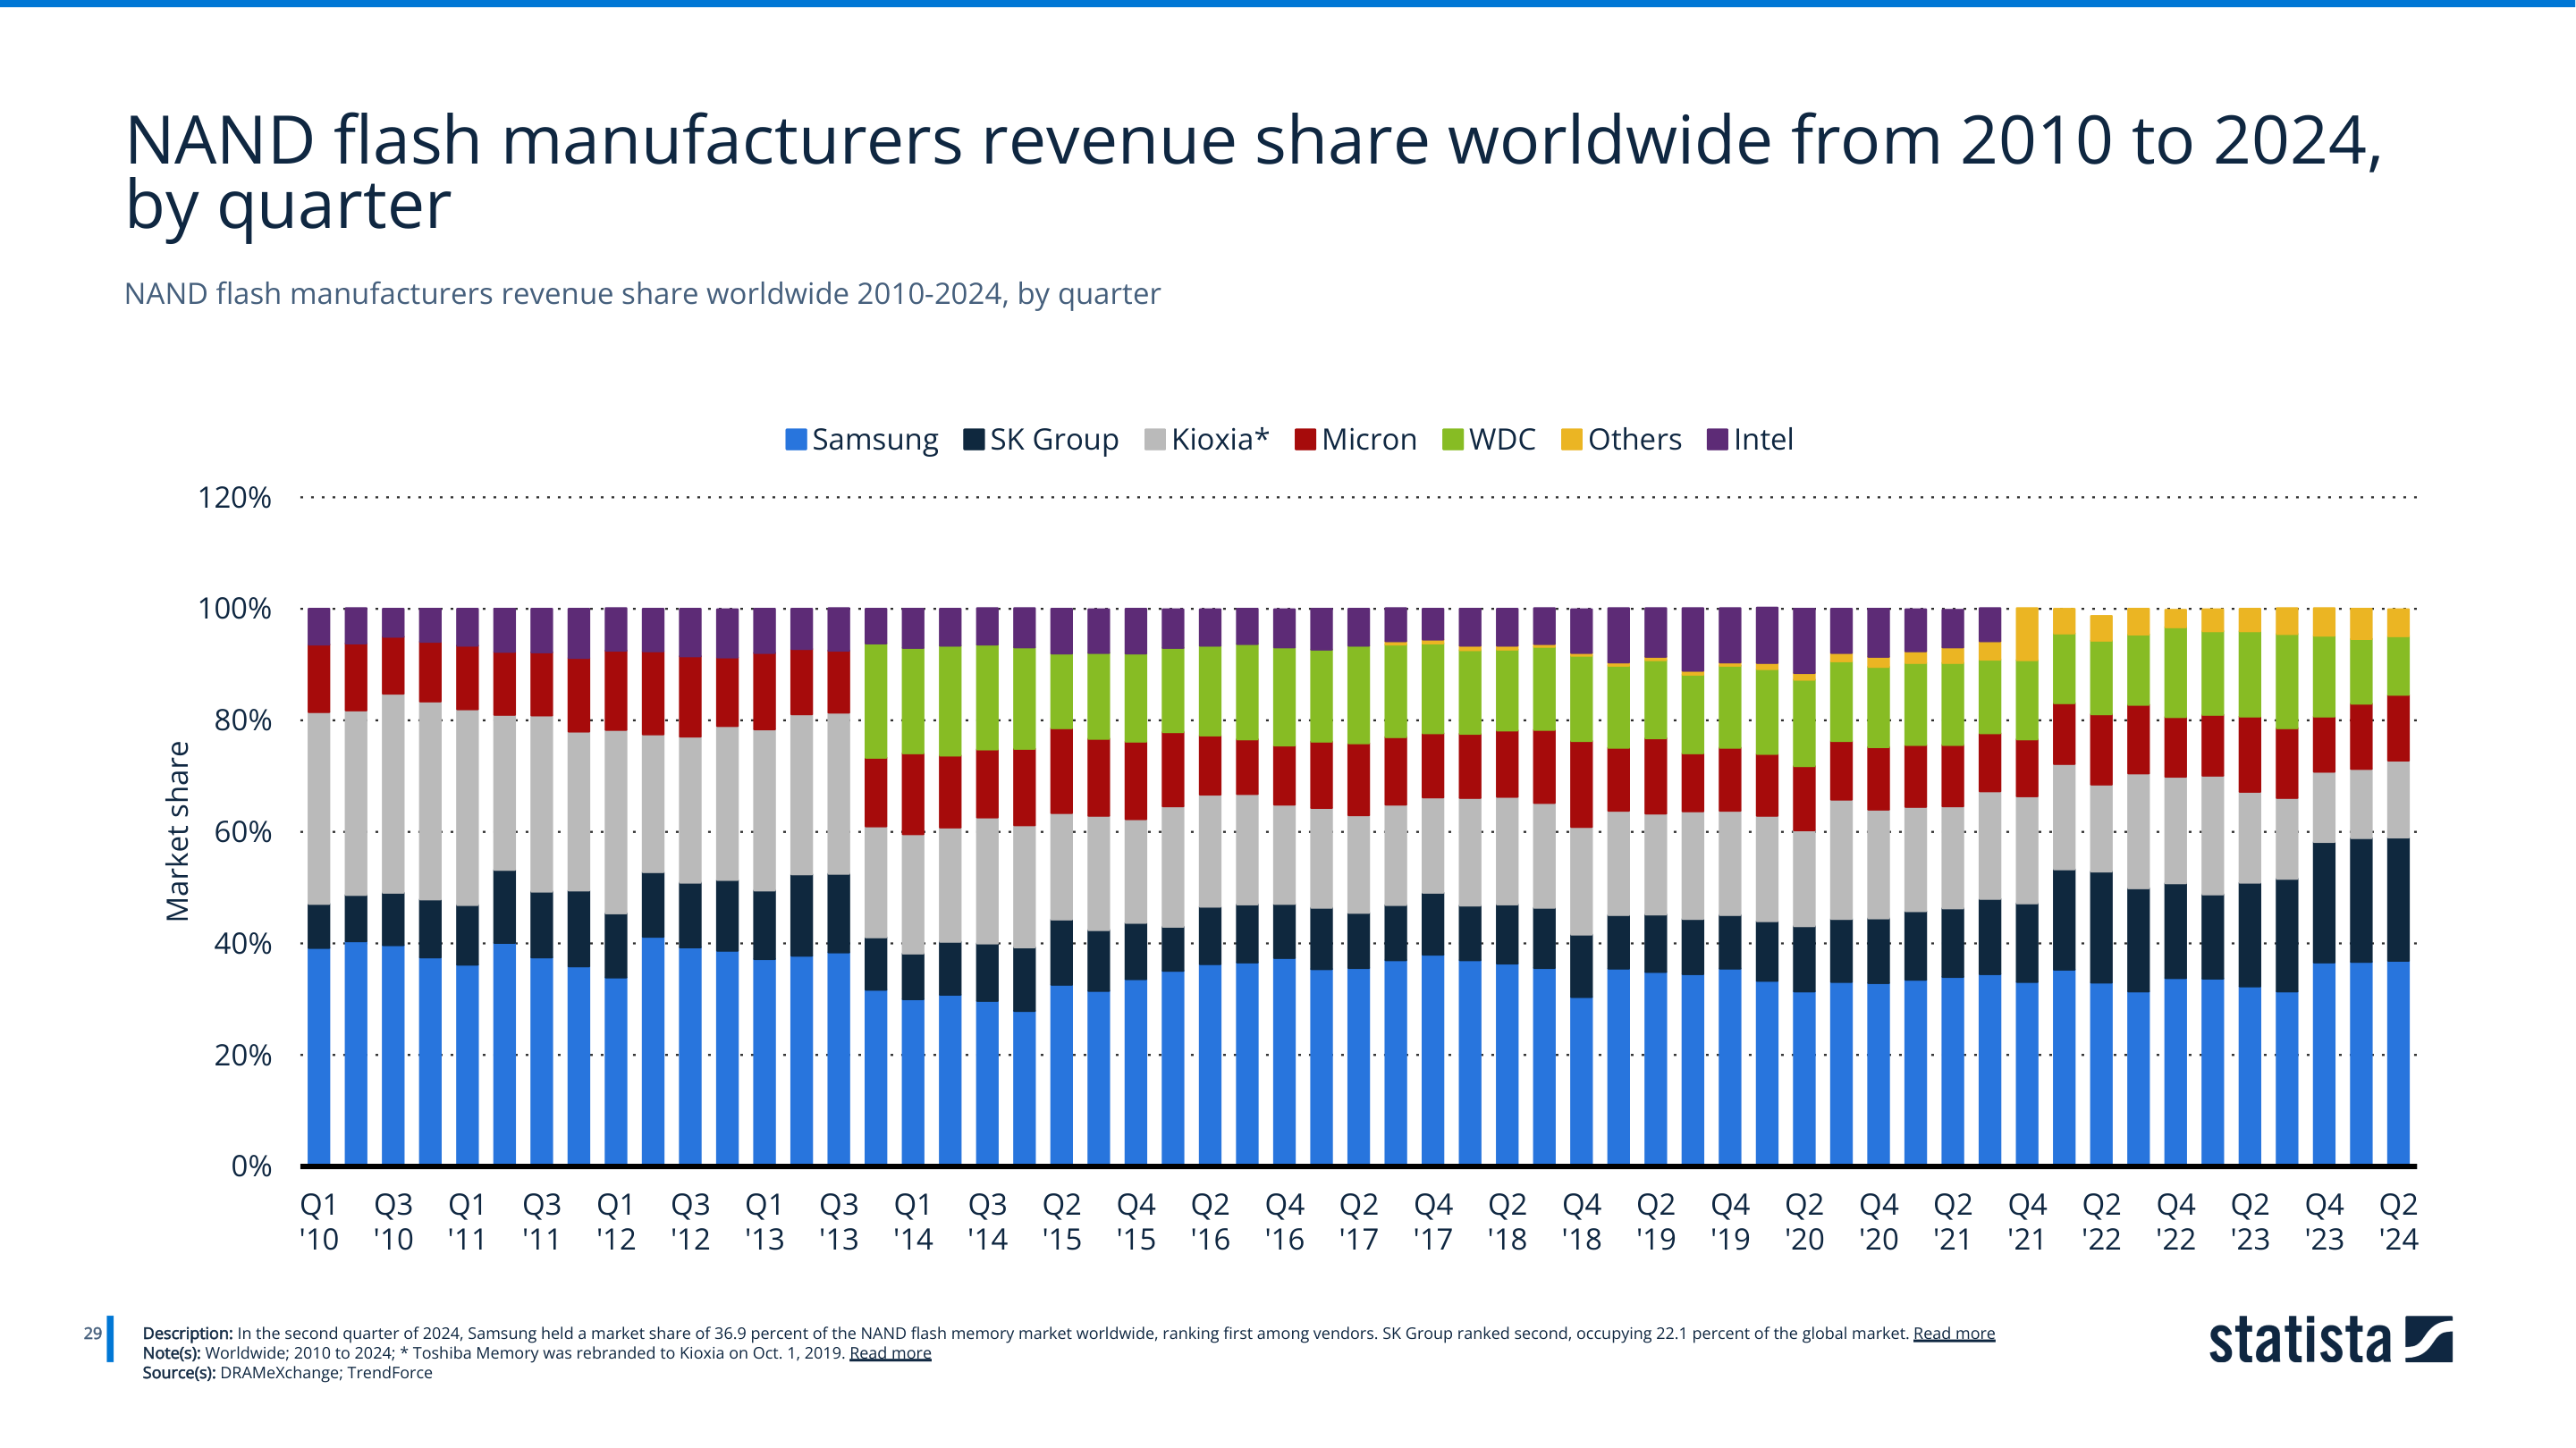 NAND flash manufacturers revenue share worldwide from 2010 to 2024,
by quarter
NAND flash manufacturers revenue share worldwide 2010-2024, by quarter
Samsung SK Group Kioxia* Micron WDC Others Intel
120%
100%
80%
60%
40%
20%
0%
Market share
Q1 Q3 Q1 Q3 Q1 Q3 Q1 Q3 Q1 Q3 Q2 Q4 Q2 Q4 Q2 Q4 Q2 Q4 Q2 Q4 Q2 Q4 Q2 Q4 Q2 Q4 Q2 Q4 Q2
'10 '10 '11 '11 '12 '12 '13 '13 '14 '14 '15 '15 '16 '16 '17 '17 '18 '18 '19 '19 '20 '20 '21 '21 '22 '22 '23 '23 '24
29
Description: In the second quarter of 2024, Samsung held a market share of 36.9 percent of the NAND flash memory market worldwide, ranking first among vendors. SK Group ranked second, occupying 22.1 percent of the global market. Read more
Note(s): Worldwide; 2010 to 2024; * Toshiba Memory was rebranded to Kioxia on Oct. 1, 2019. Read more
Source(s): DRAMeXchange; TrendForce
statista